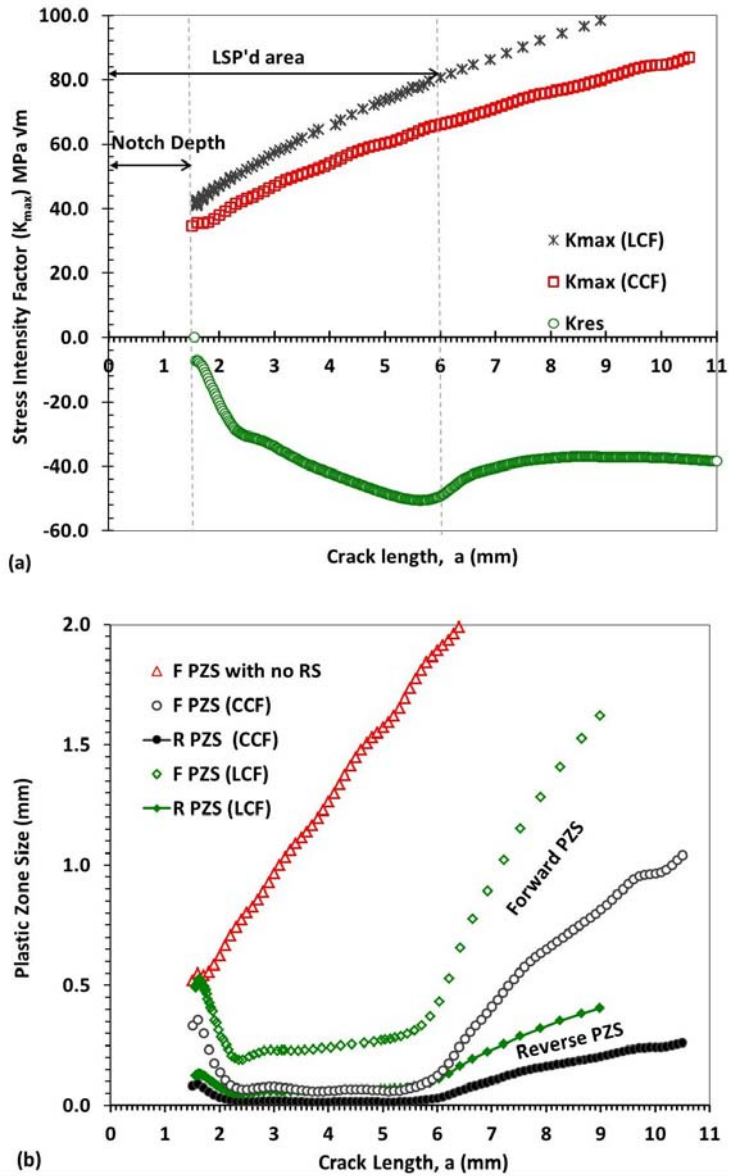 100.0
80.0
60.0
40.0
20.0
0.0
-20.0
-40.0
-60.0
Stress Intensity Factor (Kmax) MPa √m
LSP'd area
Notch Depth
Kmax (LCF)
Kmax (CCF)
Kres
0 1 2 3 4 5 6 7 8 9 10 11
Crack length, a (mm)
(a)
2.0
1.5
1.0
0.5
0.0
Plastic Zone Size (mm)
F PZS with no RS
F PZS (CCF)
R PZS (CCF)
F PZS (LCF)
R PZS (LCF)
Forward PZS
Reverse PZS
0 1 2 3 4 5 6 7 8 9 10 11
Crack Length, a (mm)
(b)